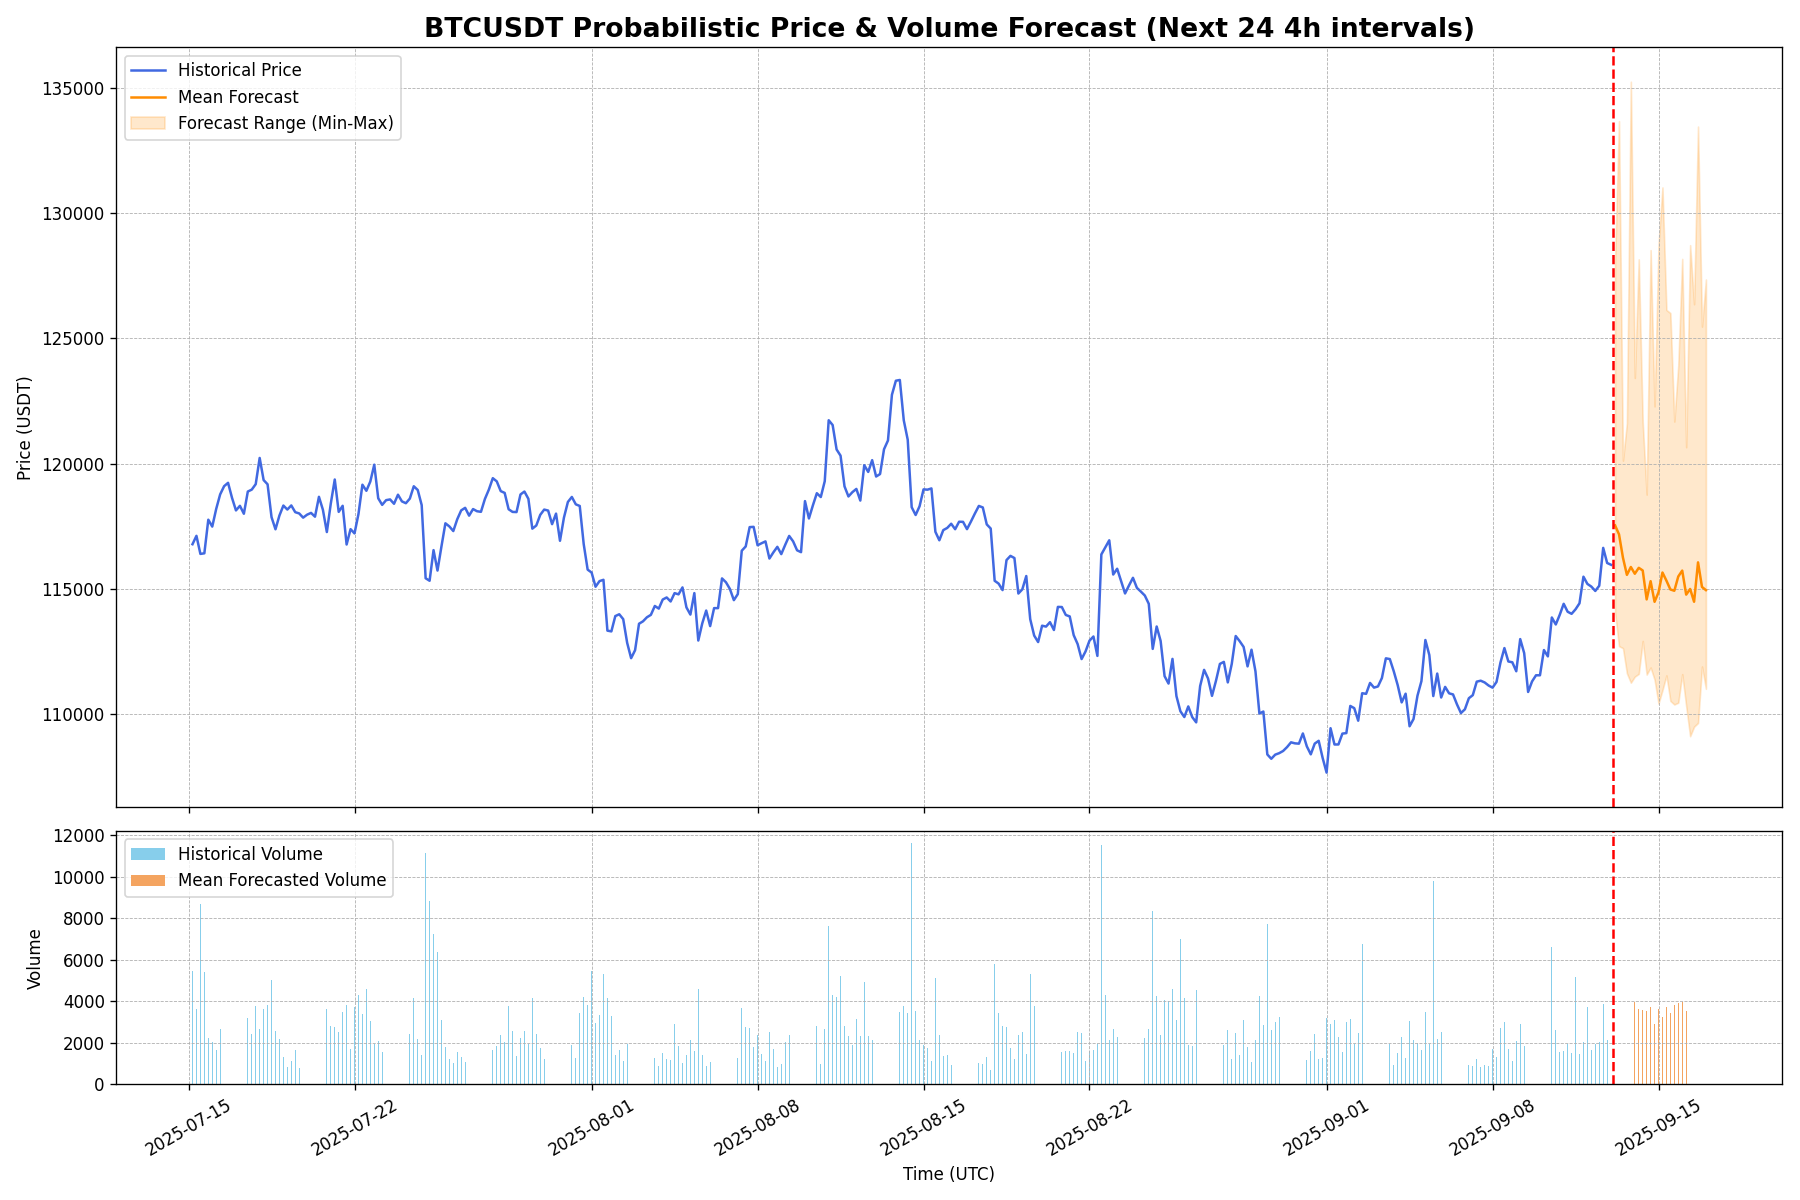 BTCUSDT Probabilistic Price & Volume Forecast (Next 24 4h intervals)
Historical Price
Mean Forecast
Forecast Range (Min-Max)
135000
130000
125000
120000
115000
110000
Price (USDT)
Historical Volume
Mean Forecasted Volume
12000
10000
8000
6000
4000
2000
0
Volume
2025-07-15
2025-07-22
2025-08-01
2025-08-08
2025-08-15
2025-08-22
2025-09-01
2025-09-08
2025-09-15
Time (UTC)